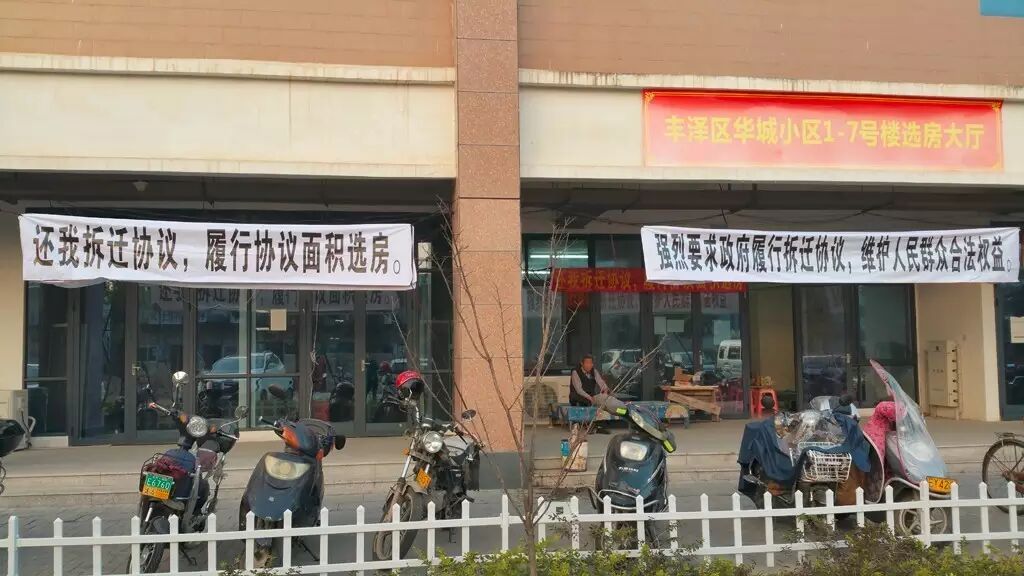 丰泽区华城小区1-7号楼选房大厅
还我拆迁协议，履行协议面积选房。
强烈要求政府履行拆迁协议，维护人民群众合法权益。